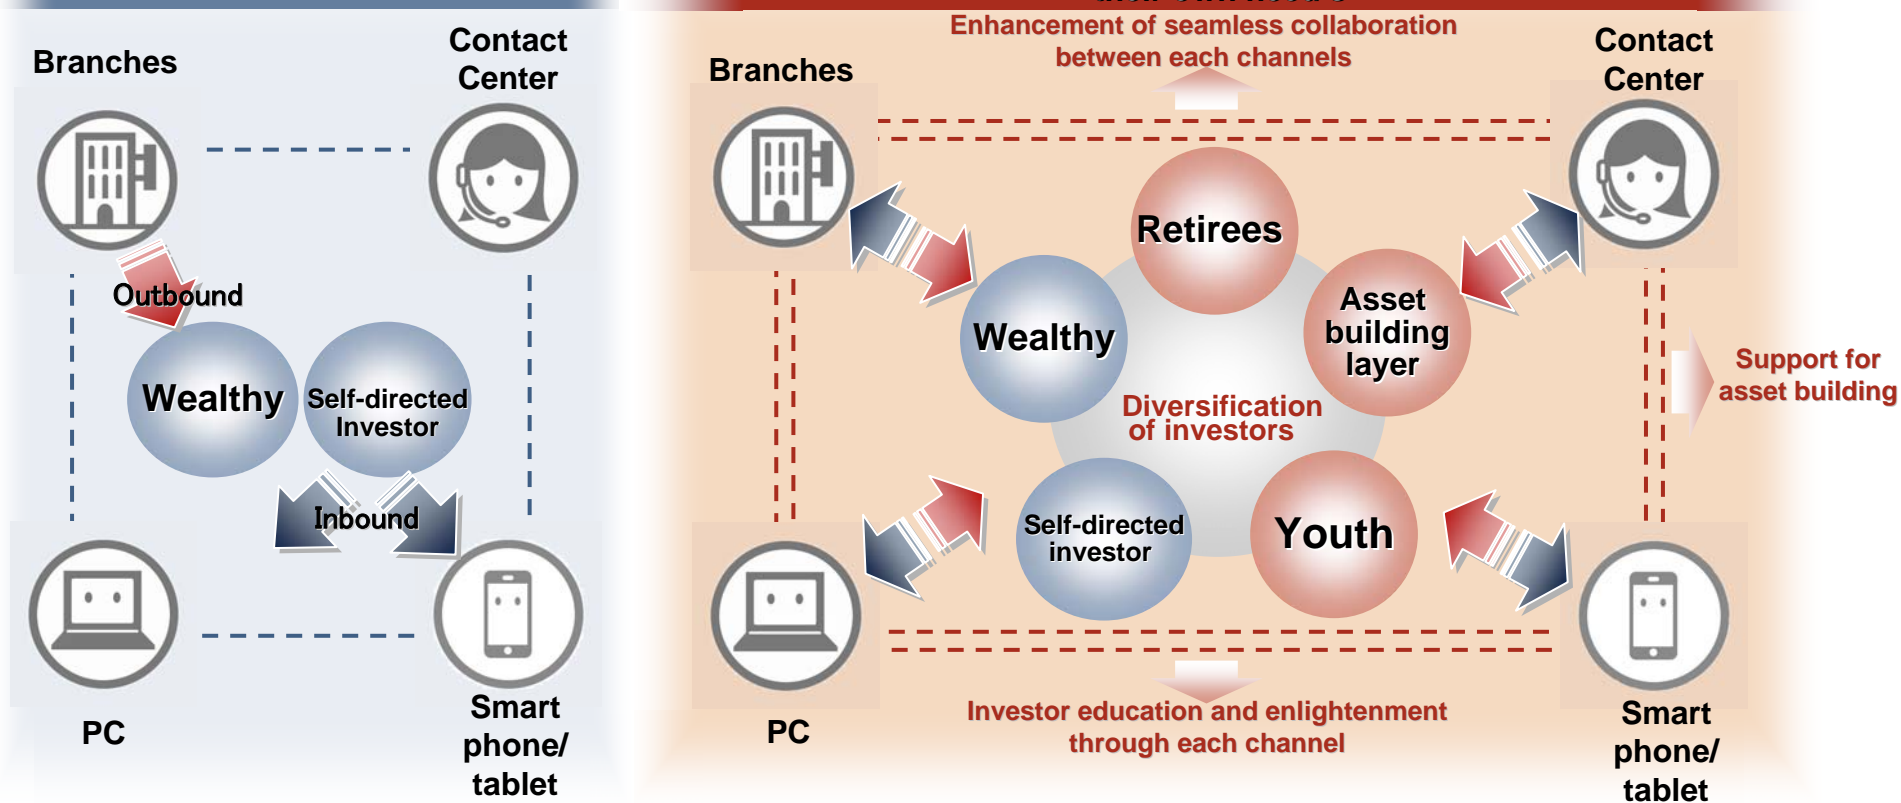 Branches
Contact
Center
Outbound
Wealthy
Self-directed
Investor
Inbound
PC
Smart
phone/
tablet
Enhancement of seamless collaboration
between each channels
Branches
Contact
Center
Retirees
Wealthy
Asset
building
layer
Diversification
of investors
Self-directed
investor
Youth
Support for
asset building
PC
Investor education and enlightenment
through each channel
Smart
phone/
tablet